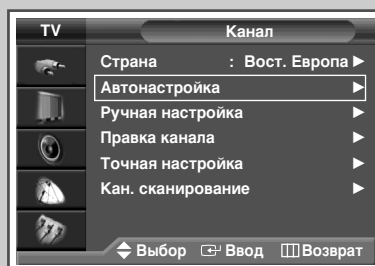 TV
Канал
Страна : Вост. Европа ►
Автонастройка ►
Ручная настройка ►
Правка канала ►
Точная настройка ►
Кан. сканирование ►
Выбор Ввод Возврат